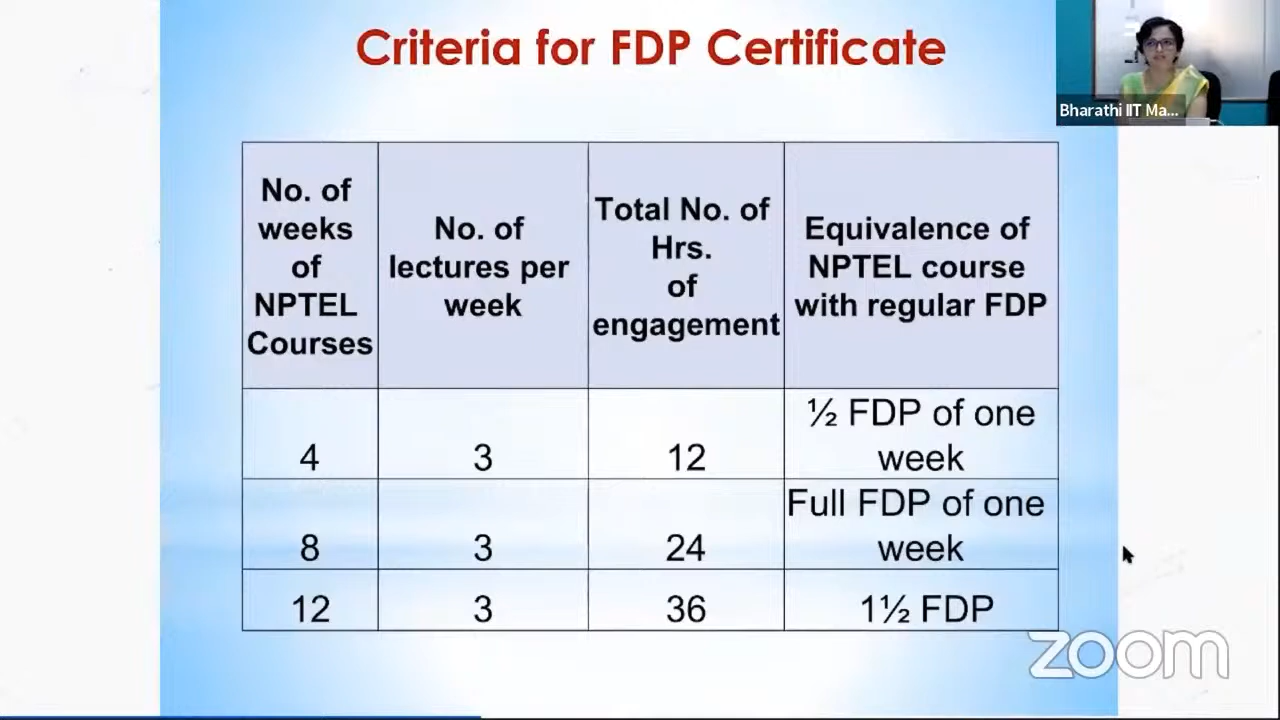 Criteria for FDP Certificate
Bharathi IIT Ma...
No. of
weeks
of
NPTEL
Courses
No. of
lectures per
week
Total No. of
Hrs.
of
engagement
Equivalence of
NPTEL course
with regular FDP
4
3
12
½ FDP of one
week
8
3
24
Full FDP of one
week
12
3
36
1½ FDP
zoom